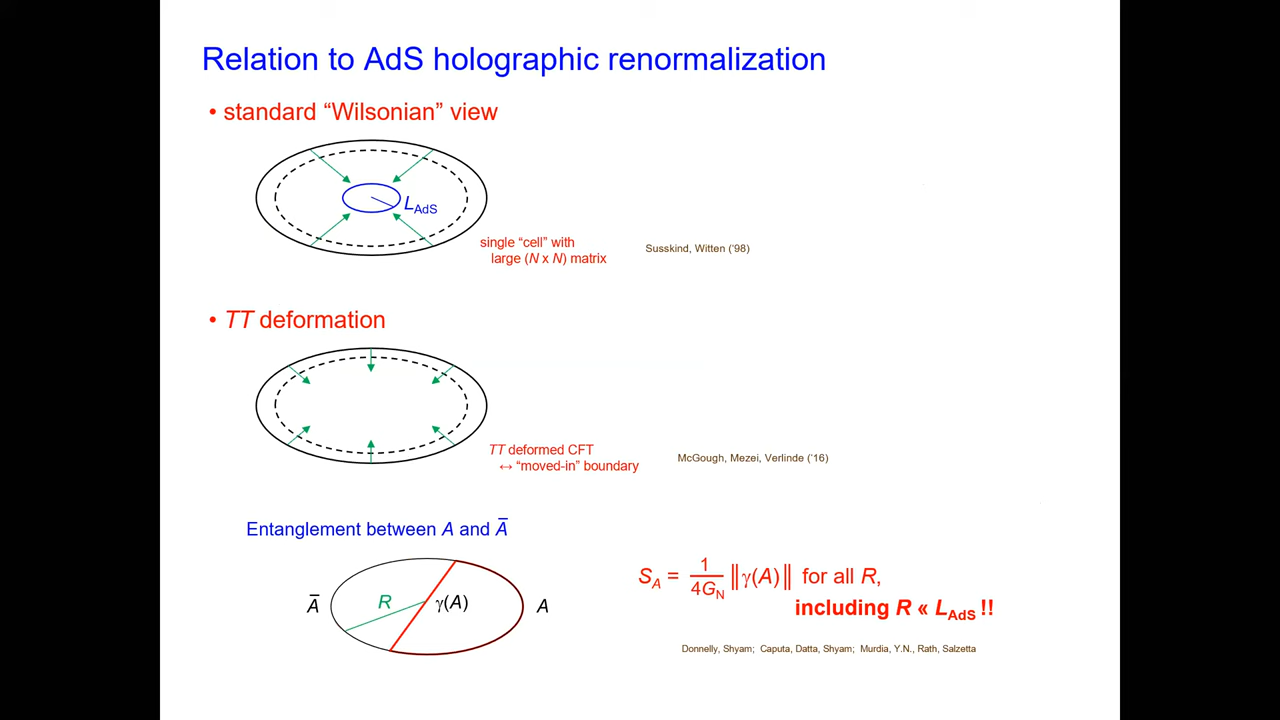 Relation to AdS holographic renormalization
• standard “Wilsonian” view
L_AdS
single “cell” with
large (N x N) matrix
Susskind, Witten (’98)
• TT deformation
TT deformed CFT
↔ “moved-in” boundary
McGough, Mezei, Verlinde (’16)
Entanglement between A and A̅
A̅
R
γ(A)
A
S_A = 1/4G_N ‖γ(A)‖ for all R,
including R « L_AdS !!
Donnelly, Shyam; Caputa, Datta, Shyam; Murdia, Y.N., Rath, Salzetta